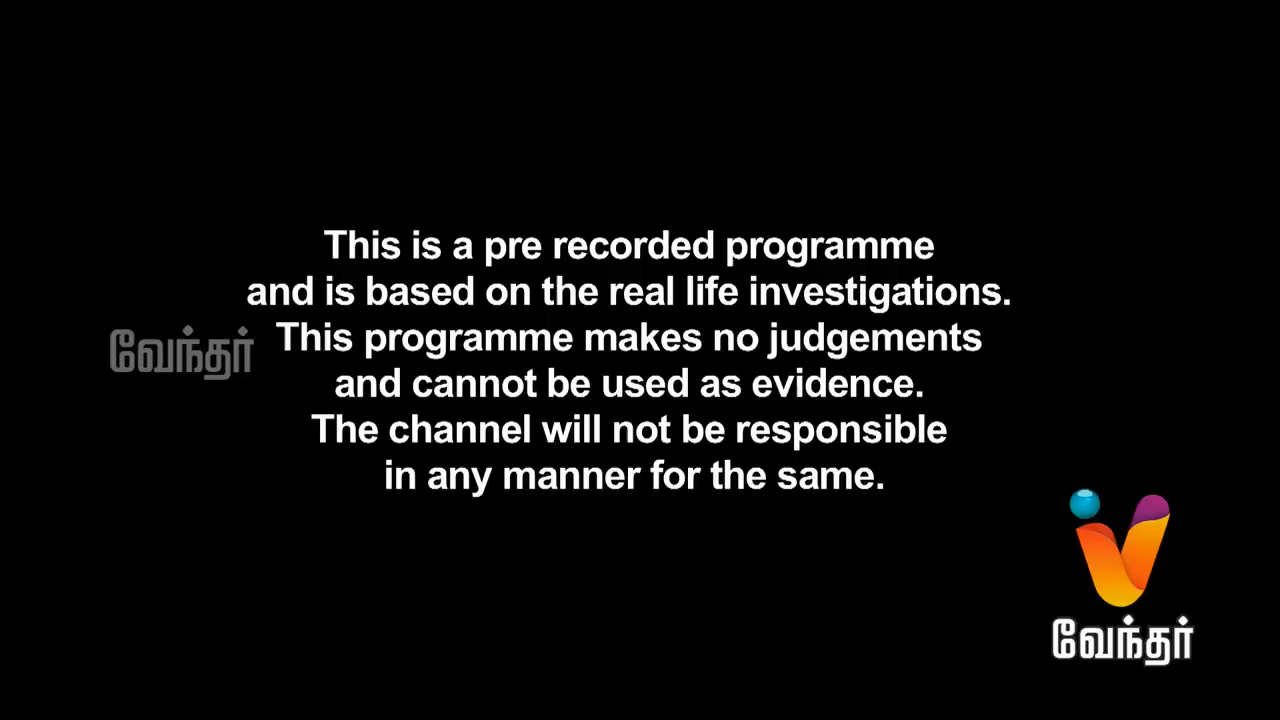 This is a pre recorded programme
and is based on the real life investigations.
வேந்தர்
This programme makes no judgements
and cannot be used as evidence.
The channel will not be responsible
in any manner for the same.
வேந்தர்